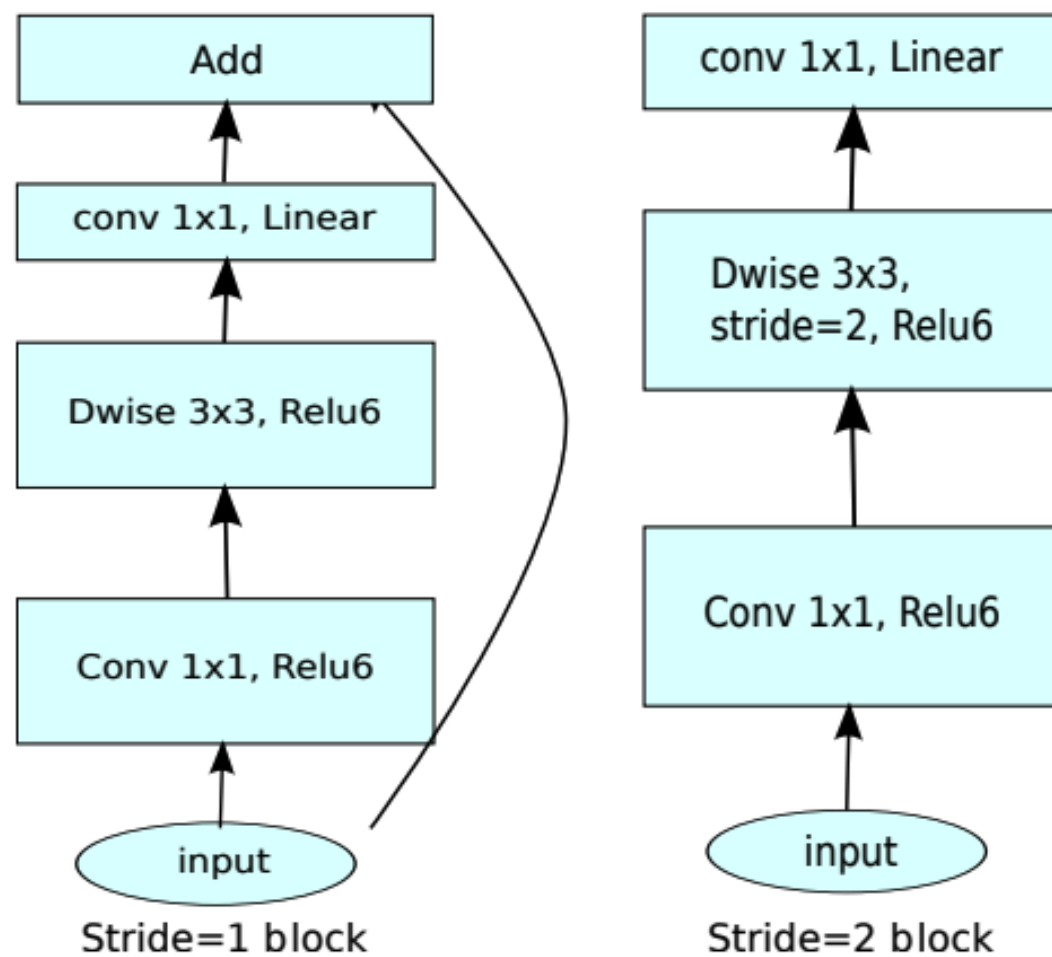 Add
conv 1x1, Linear
Dwise 3x3, Relu6
Conv 1x1, Relu6
input
Stride=1 block
conv 1x1, Linear
Dwise 3x3,
stride=2, Relu6
Conv 1x1, Relu6
input
Stride=2 block